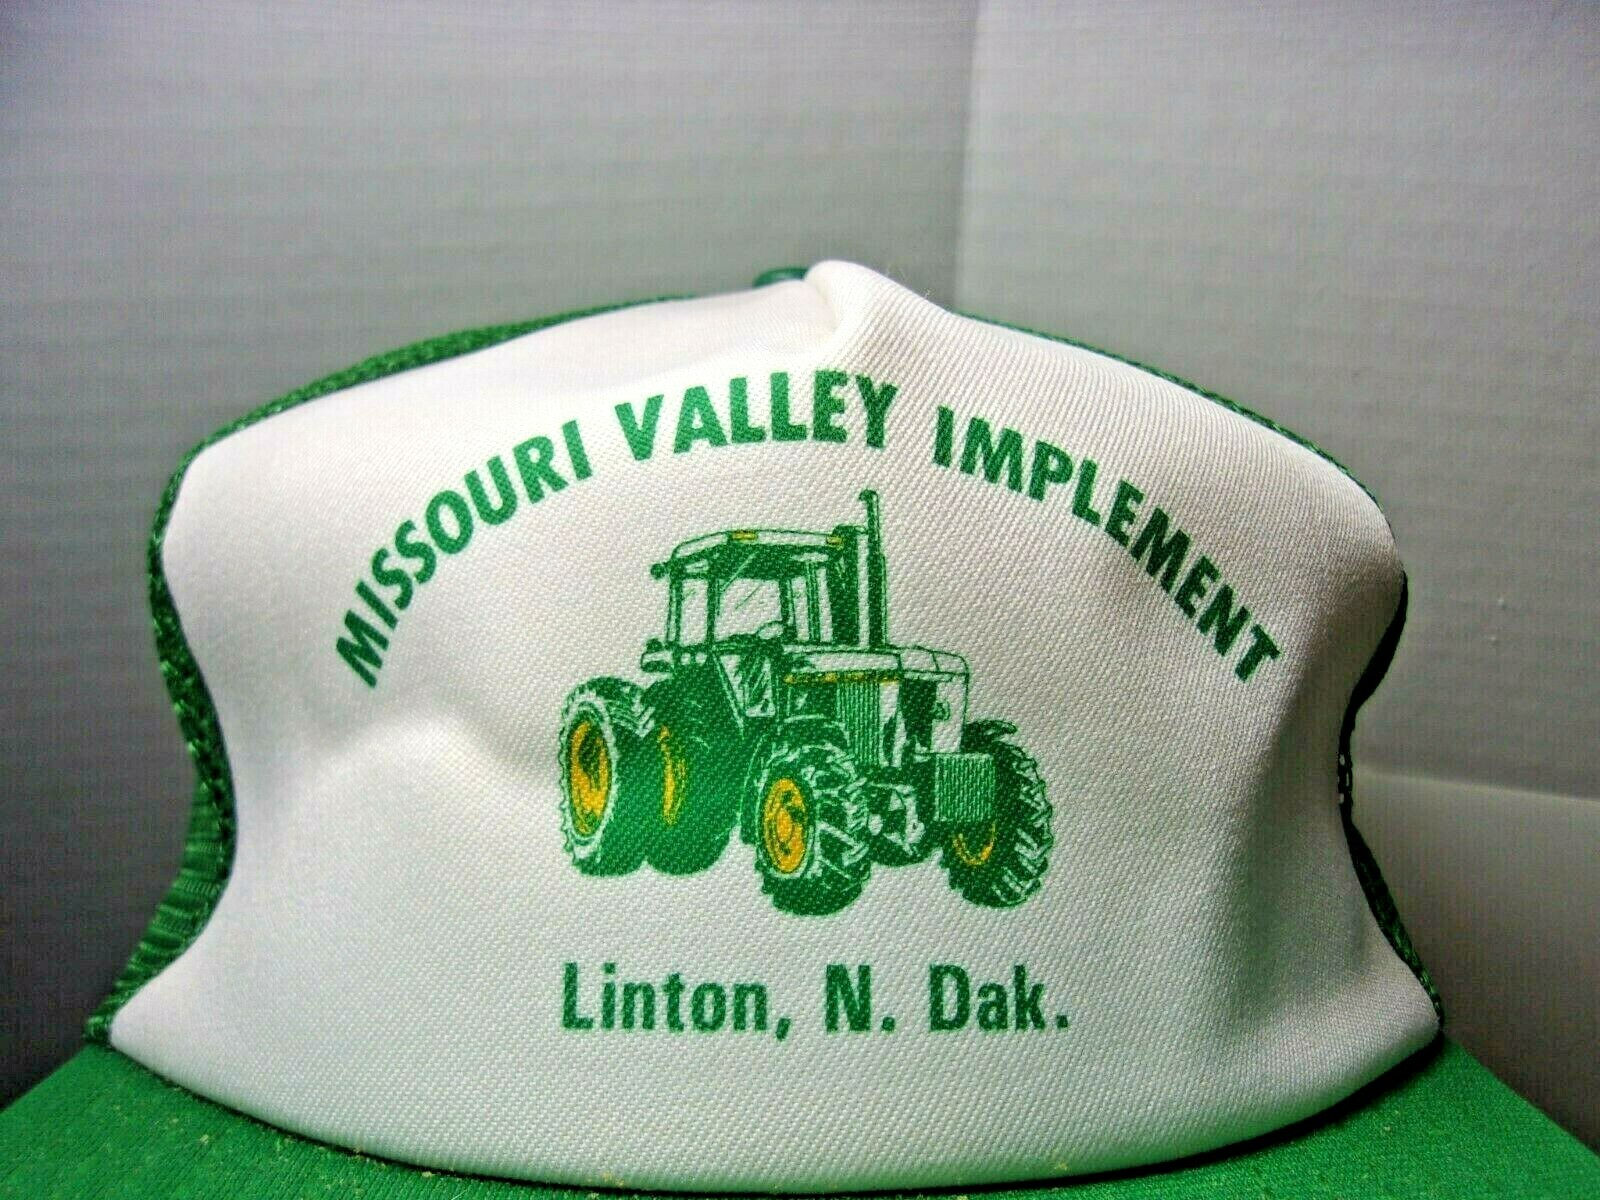 MISSOURI VALLEY IMPLEMENT
Linton, N. Dak.